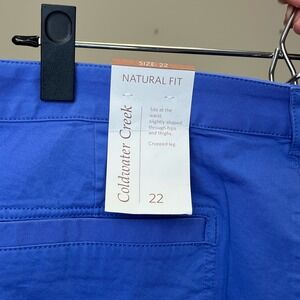 SIZE: 22
NATURAL FIT
Coldwater Creek
Sits at the
waist,
slightly shaped
through hips
and thighs.
Cropped leg.
22